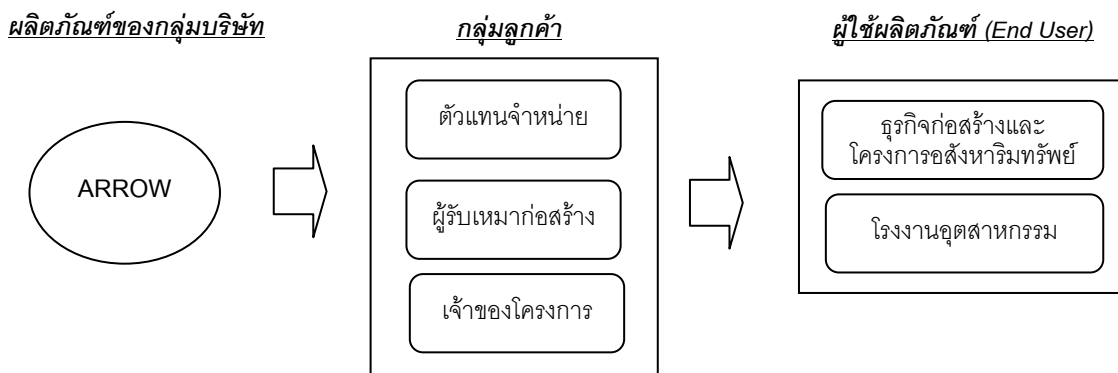 ผลิตภัณฑ์ของกลุ่มบริษัท
กลุ่มลูกค้า
ผู้ใช้ผลิตภัณฑ์ (End User)
ARROW
ตัวแทนจำหน่าย
ผู้รับเหมาก่อสร้าง
เจ้าของโครงการ
ธุรกิจก่อสร้างและ
โครงการอสังหาริมทรัพย์
โรงงานอุตสาหกรรม